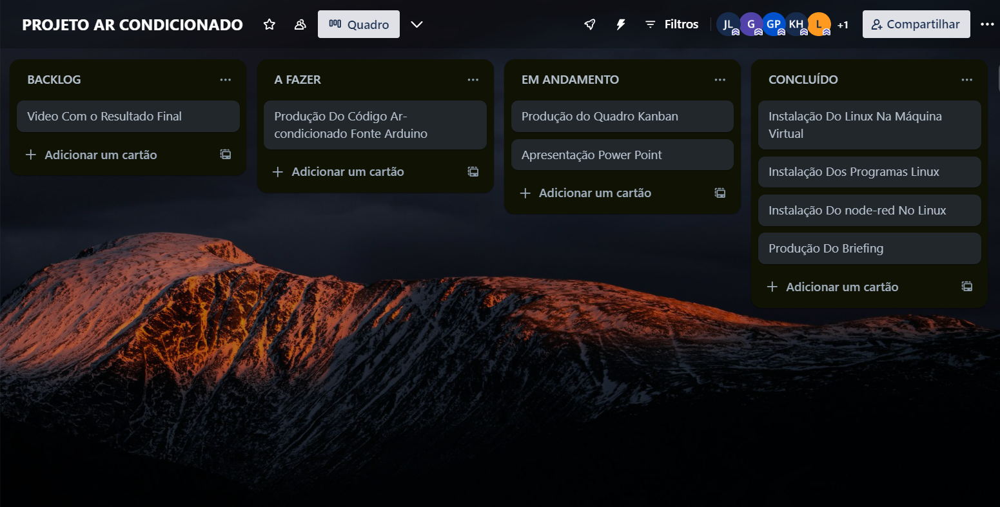 PROJETO AR CONDICIONADO
Quadro
Filtros
JL
G
GP
KH
L
+1
Compartilhar
BACKLOG
Video Com o Resultado Final
Adicionar um cartão
A FAZER
Produção Do Código Ar-
condicionado Fonte Arduino
Adicionar um cartão
EM ANDAMENTO
Produção do Quadro Kanban
Apresentação Power Point
Adicionar um cartão
CONCLUÍDO
Instalação Do Linux Na Máquina
Virtual
Instalação Dos Programas Linux
Instalação Do node-red No Linux
Produção Do Briefing
Adicionar um cartão